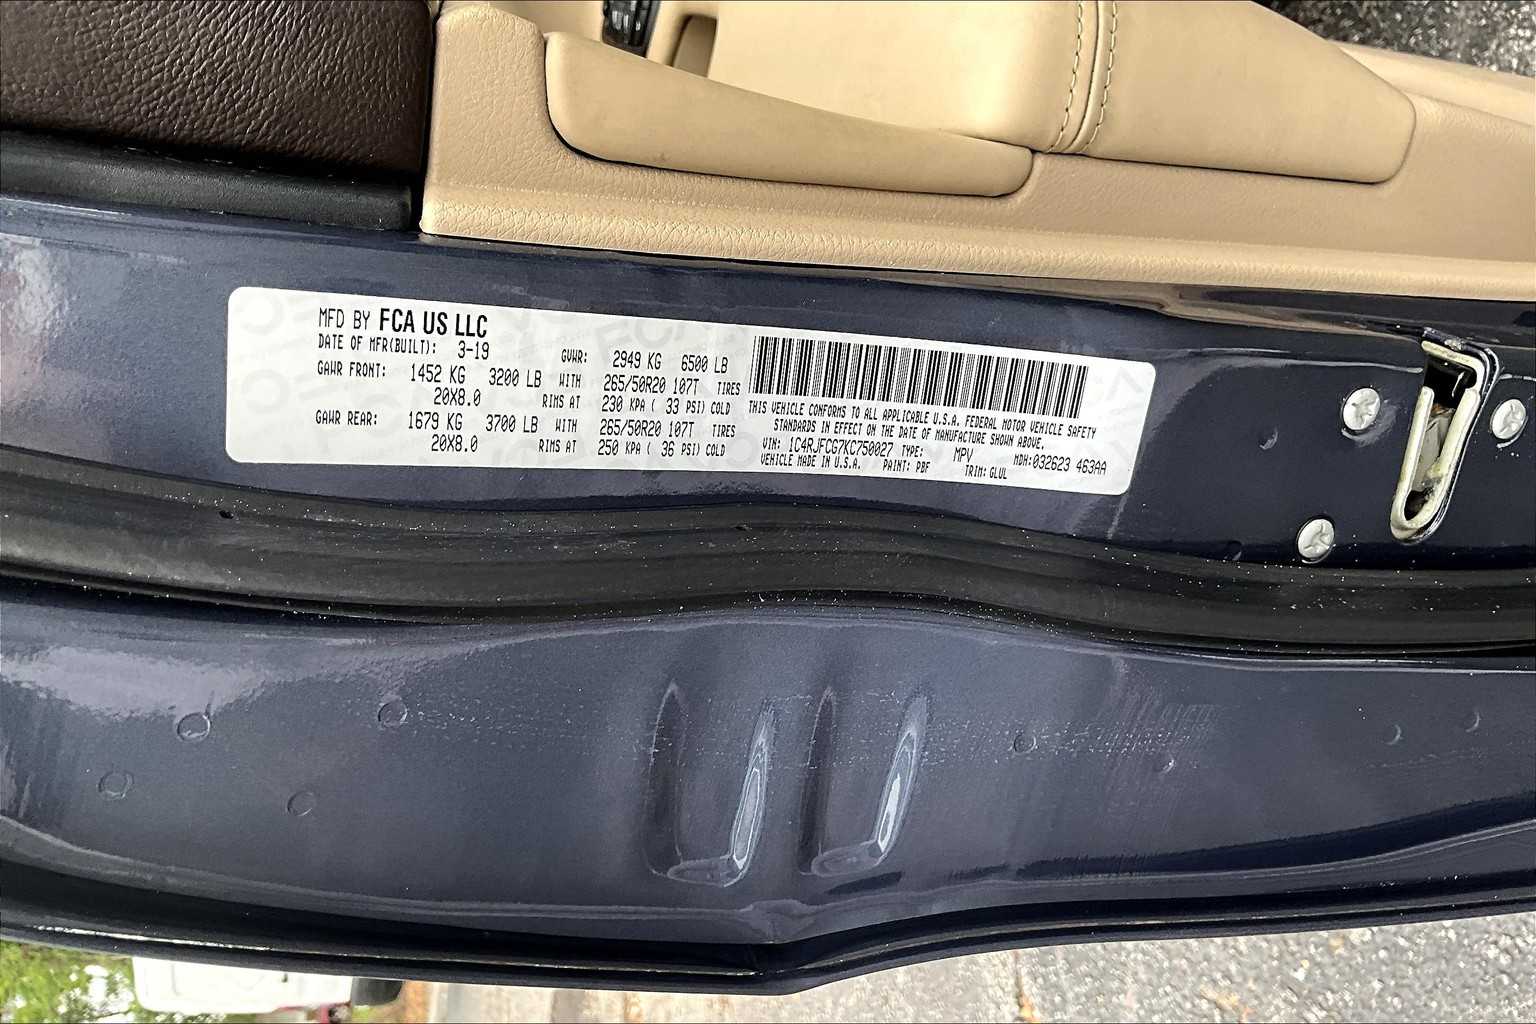 MFD BY FCA US LLC
DATE OF MFR(BUILT): 3-19 GVWR: 2949 KG 6500 LB
GAWR FRONT: 1452 KG 3200 LB WITH 265/50R20 107T TIRES
20X8.0 RIMS AT 230 KPA ( 33 PSI) COLD
GAWR REAR: 1679 KG 3700 LB WITH 265/50R20 107T TIRES
20X8.0 RIMS AT 250 KPA ( 36 PSI) COLD
THIS VEHICLE CONFORMS TO ALL APPLICABLE U.S.A. FEDERAL MOTOR VEHICLE SAFETY
STANDARDS IN EFFECT ON THE DATE OF MANUFACTURE SHOWN ABOVE.
VIN: 1C4RJFCG7KC750027 TYPE: MPV MDH:032623 463AA
VEHICLE MADE IN U.S.A. PAINT: PBF TRIM: GLUL